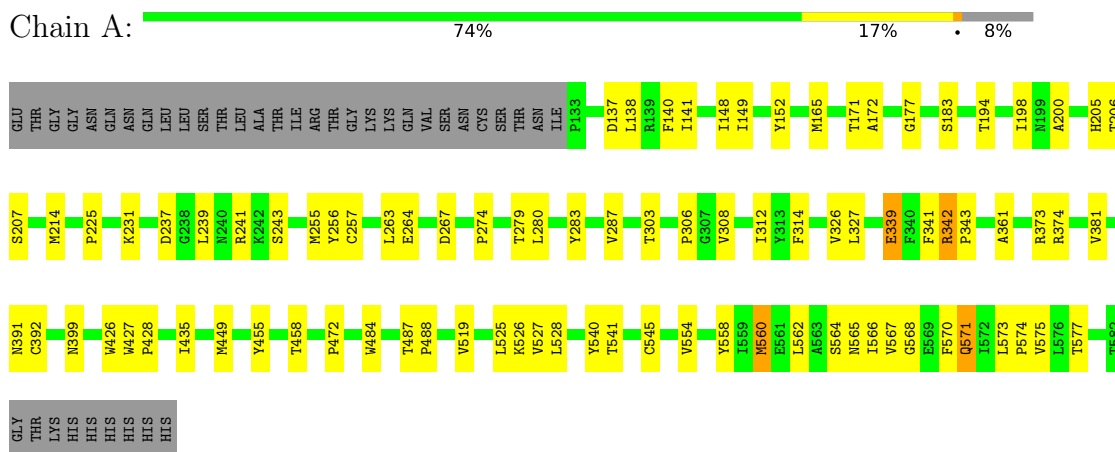 Chain A:
74% 17% • 8%
GLU THR GLY GLY ASN GLN ASN GLN LEU LEU SER THR LEU ALA THR ILE ARG THR GLY LYS LYS GLN VAL SER ASN CYS SER THR ASN ILE P133 D137 L138 R139 F140 I141 I148 I149 Y152 M165 T171 A172 G177 S183 T194 I198 N199 A200 H205 T206
S207 M214 P225 K231 D237 G238 L239 N240 R241 K242 S243 M255 Y256 C257 L263 E264 D267 P274 T279 L280 Y283 V287 T303 P306 G307 V308 I312 Y313 F314 V326 L327 E339 F340 F341 R342 P343 A361 R373 R374 V381
N391 C392 N399 W426 W427 P428 I435 M449 Y455 T458 P472 W484 T487 P488 V519 L525 K526 V527 L528 Y540 T541 C545 V554 Y558 I559 M560 E561 L562 A563 S564 N565 I566 V567 G568 E569 F570 Q571 I572 L573 P574 V575 L576 T577 T582
GLY THR LYS HIS HIS HIS HIS HIS HIS